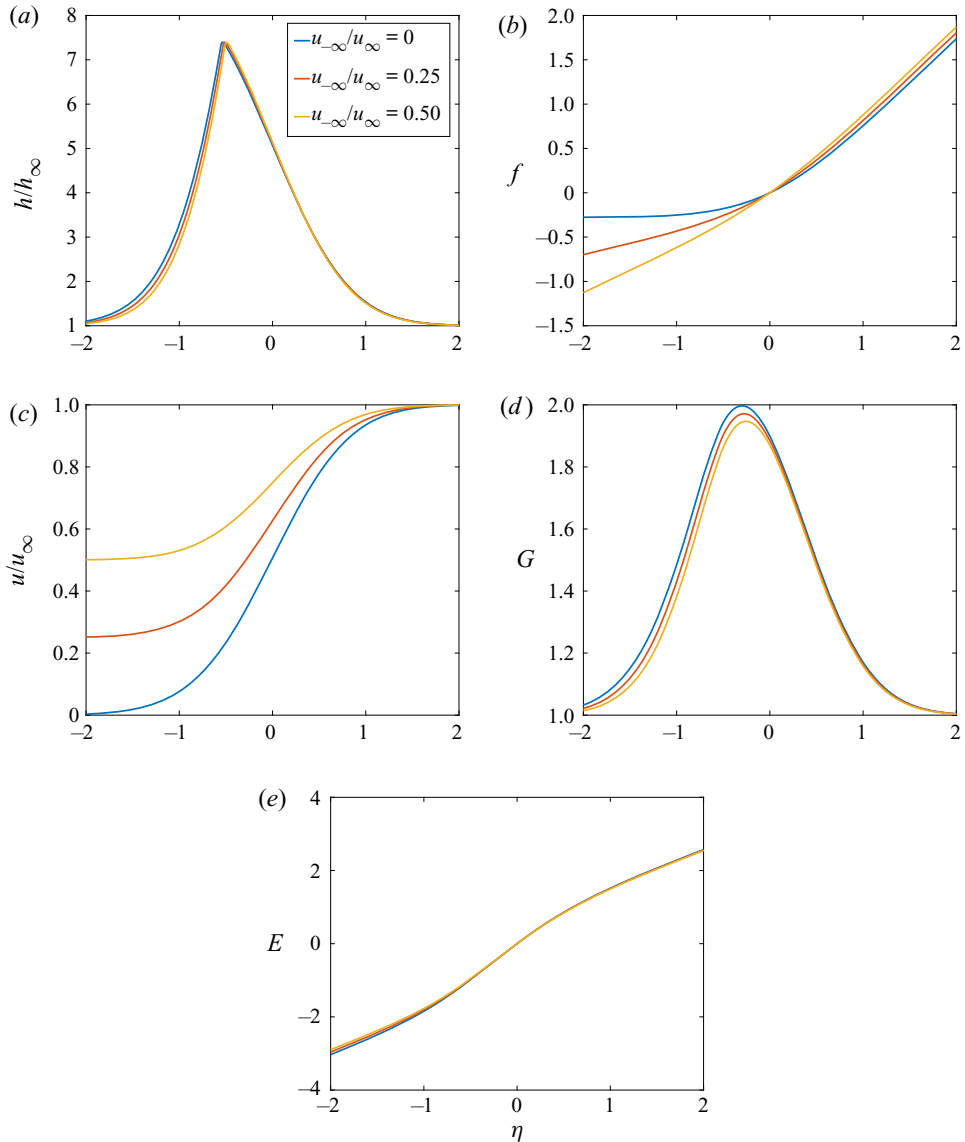 (a)
8
7
6
5
4
3
2
1
h/h∞
u−∞/u∞ = 0
u−∞/u∞ = 0.25
u−∞/u∞ = 0.50
−2 −1 0 1 2
(b)
2.0
1.5
1.0
0.5
0
−0.5
−1.0
−1.5
f
−2 −1 0 1 2
(c)
1.0
0.8
0.6
0.4
0.2
0
u/u∞
−2 −1 0 1 2
(d)
2.0
1.8
1.6
1.4
1.2
1.0
G
−2 −1 0 1 2
(e)
4
2
0
−2
−4
E
−2 −1 0 1 2
η